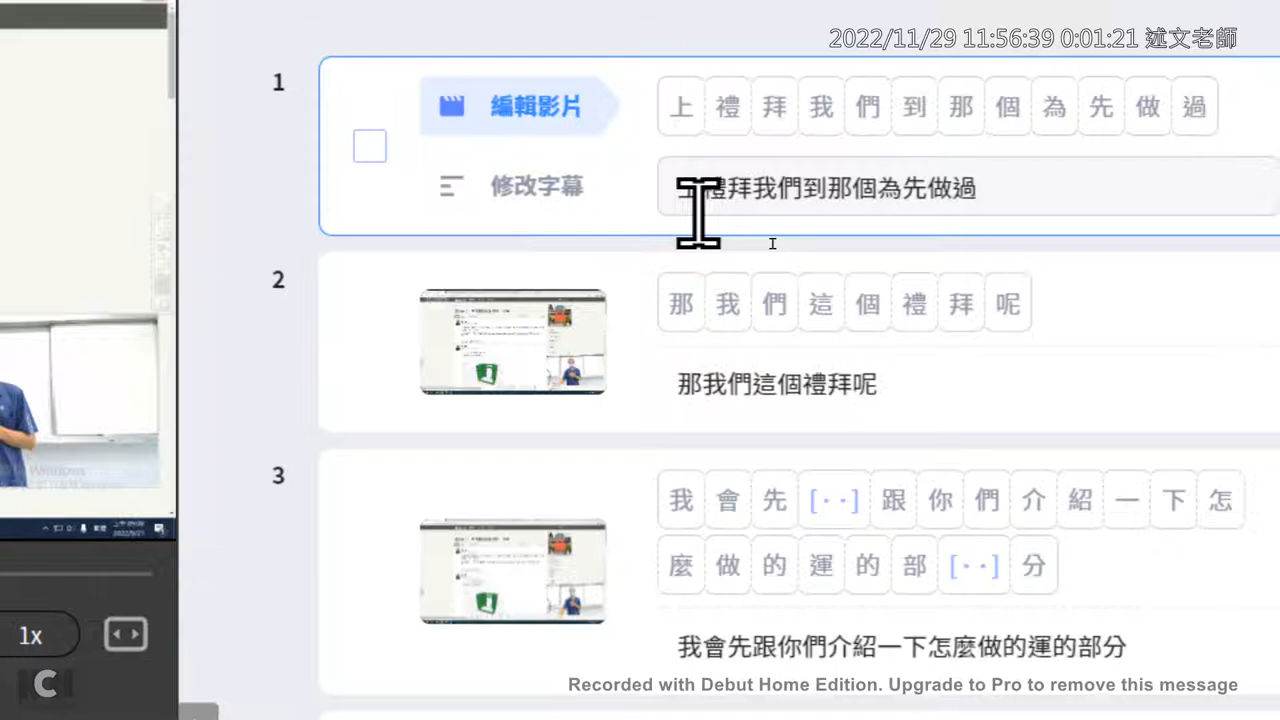 2022/11/29 11:56:39 0:01:21 述文老師
1
編輯影片
上禮拜我們到那個為先做過
修改字幕
上禮拜我們到那個為先做過
2
那我們這個禮拜呢
那我們這個禮拜呢
3
我會先[··]跟你們介紹一下怎
麼做的運的部[··]分
我會先跟你們介紹一下怎麼做的運的部分
1x
C
Recorded with Debut Home Edition. Upgrade to Pro to remove this message